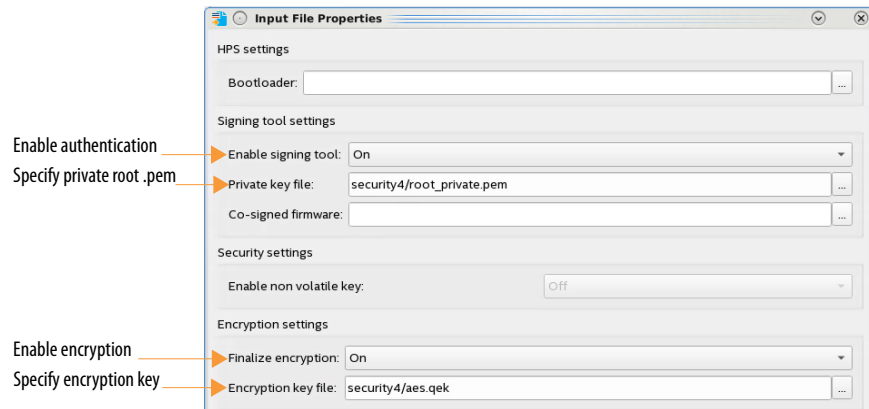 Input File Properties
HPS settings
Bootloader:
...
Signing tool settings
Enable authentication
Enable signing tool: On
Specify private root .pem
Private key file: security4/root_private.pem
...
Co-signed firmware:
...
Security settings
Enable non volatile key: Off
Encryption settings
Enable encryption
Finalize encryption: On
Specify encryption key
Encryption key file: security4/aes.qek
...